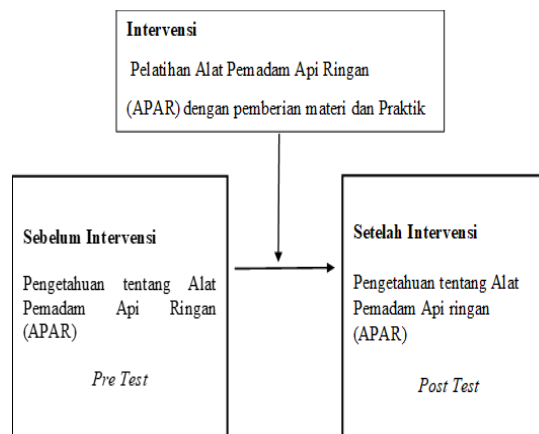 Intervensi
Pelatihan Alat Pemadam Api Ringan
(APAR) dengan pemberian materi dan Praktik
Sebelum Intervensi
Pengetahuan tentang Alat
Pemadam Api Ringan
(APAR)
Pre Test
Setelah Intervensi
Pengetahuan tentang Alat
Pemadam Api ringan
(APAR)
Post Test